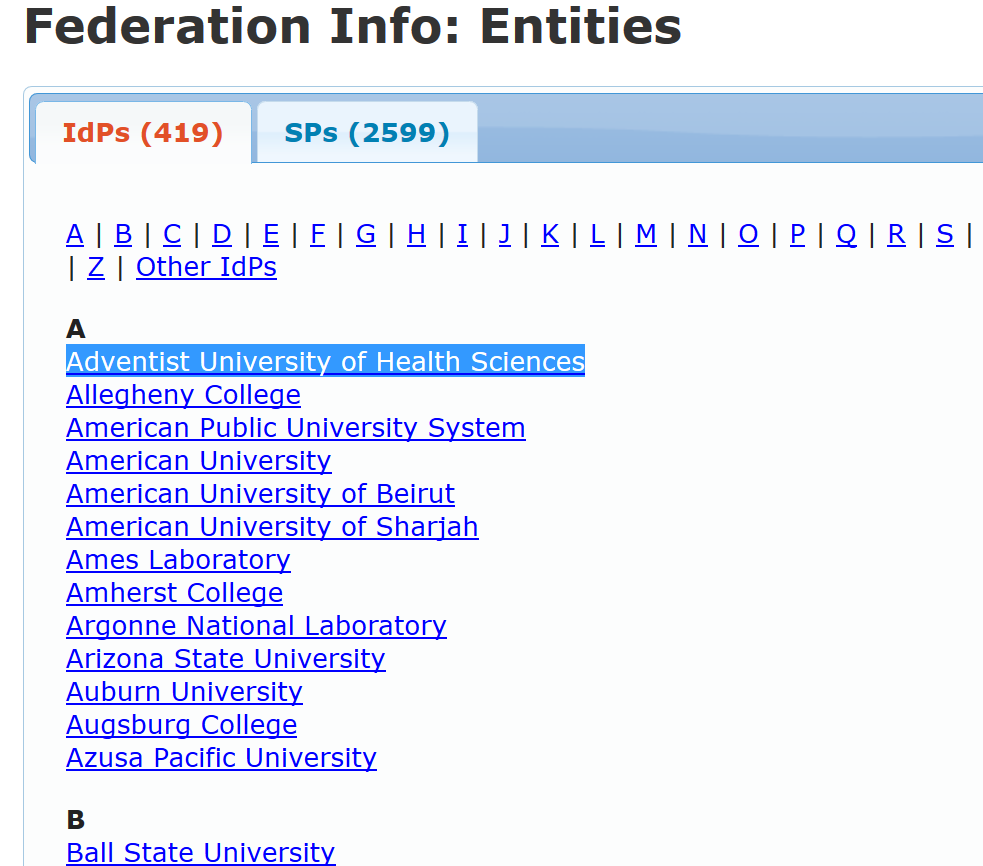 Federation Info: Entities
IdPs (419) SPs (2599)
A | B | C | D | E | F | G | H | I | J | K | L | M | N | O | P | Q | R | S |
| Z | Other IdPs
A
Adventist University of Health Sciences
Allegheny College
American Public University System
American University
American University of Beirut
American University of Sharjah
Ames Laboratory
Amherst College
Argonne National Laboratory
Arizona State University
Auburn University
Augsburg College
Azusa Pacific University
B
Ball State University